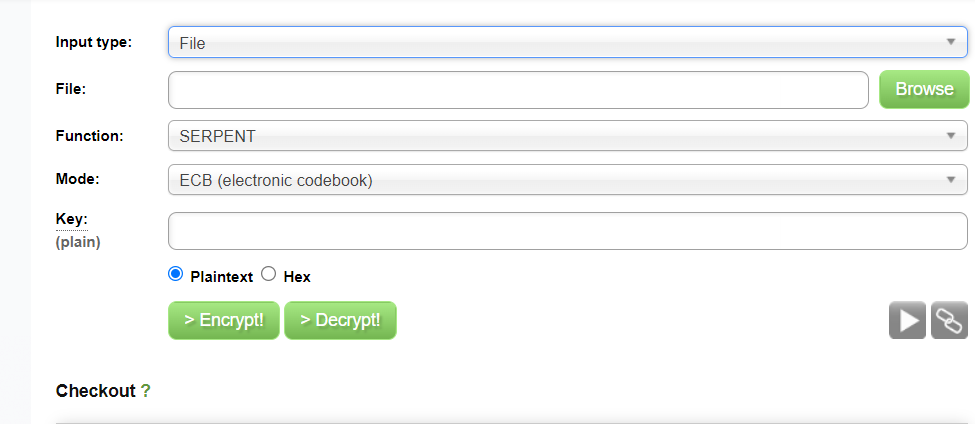 Input type: File
File: Browse
Function: SERPENT
Mode: ECB (electronic codebook)
Key:
(plain)
Plaintext Hex
> Encrypt! > Decrypt!
Checkout ?